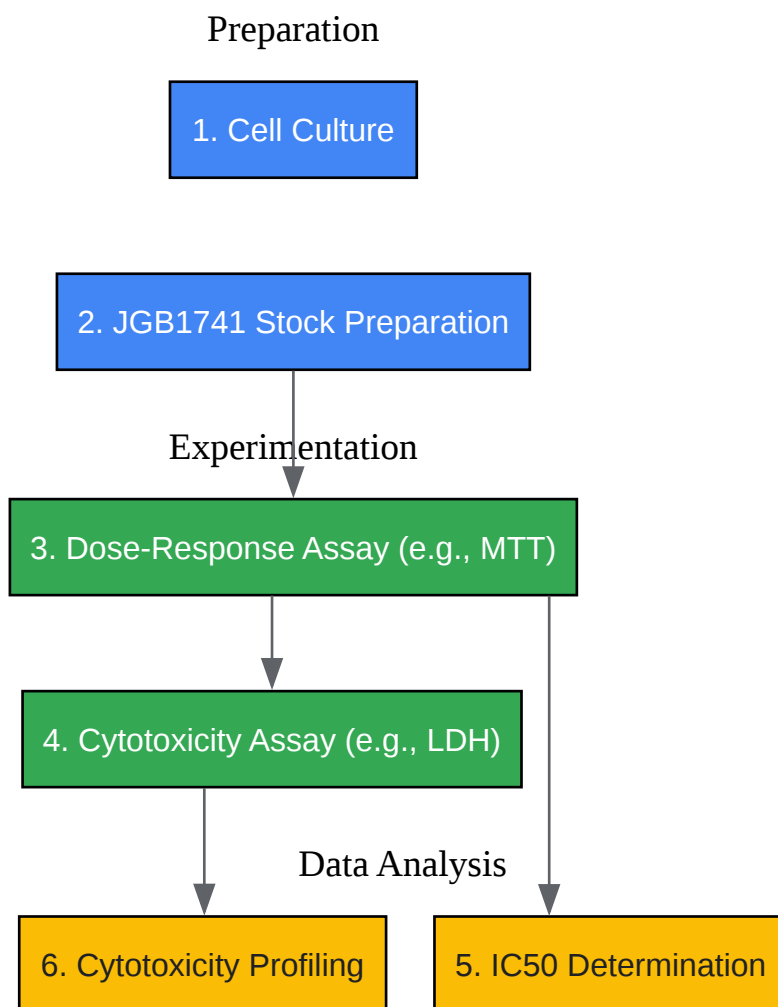 Preparation
1. Cell Culture
2. JGB1741 Stock Preparation
Experimentation
3. Dose-Response Assay (e.g., MTT)
4. Cytotoxicity Assay (e.g., LDH)
Data Analysis
6. Cytotoxicity Profiling
5. IC50 Determination